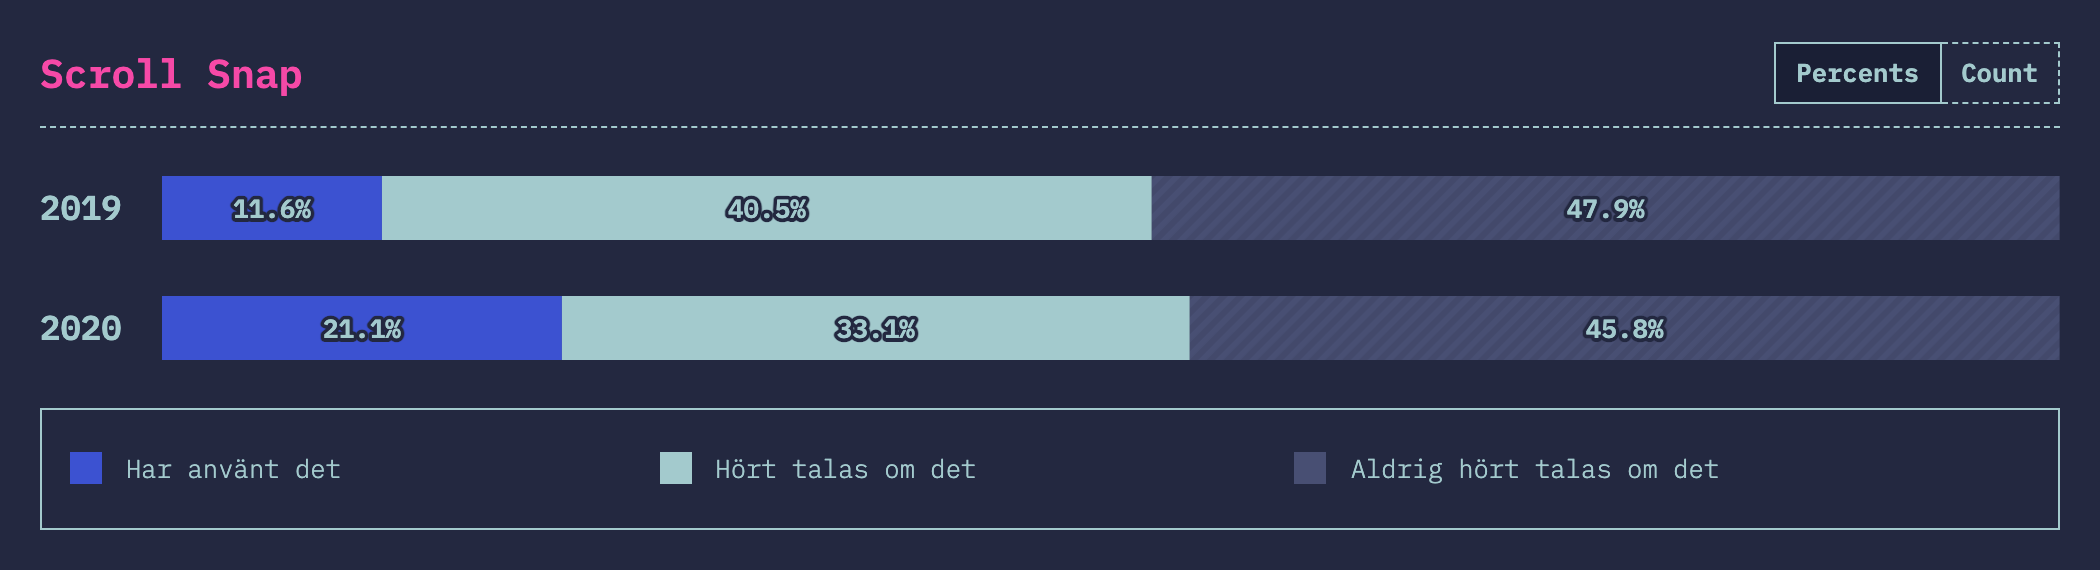 Scroll Snap
Percents Count
2019 11.6% 40.5% 47.9%
2020 21.1% 33.1% 45.8%
Har använt det Hört talas om det Aldrig hört talas om det